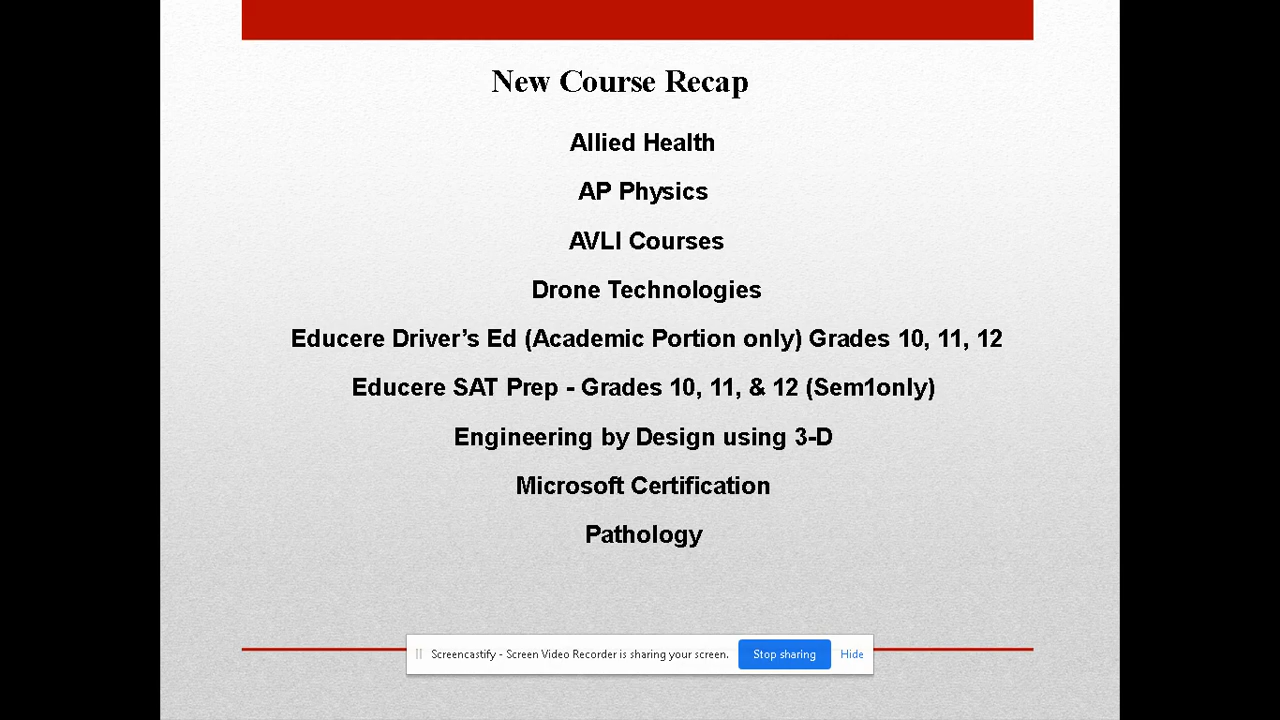 New Course Recap
Allied Health
AP Physics
AVLI Courses
Drone Technologies
Educere Driver’s Ed (Academic Portion only) Grades 10, 11, 12
Educere SAT Prep - Grades 10, 11, & 12 (Sem1only)
Engineering by Design using 3-D
Microsoft Certification
Pathology
Screencastify - Screen Video Recorder is sharing your screen. Stop sharing Hide